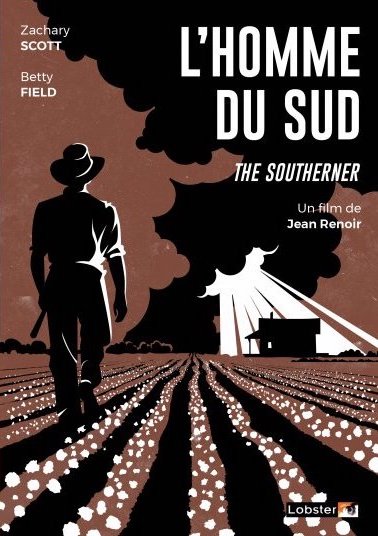 Zachary
SCOTT
Betty
FIELD
L'HOMME
DU SUD
THE SOUTHERNER
Un film de
Jean Renoir
Lobster